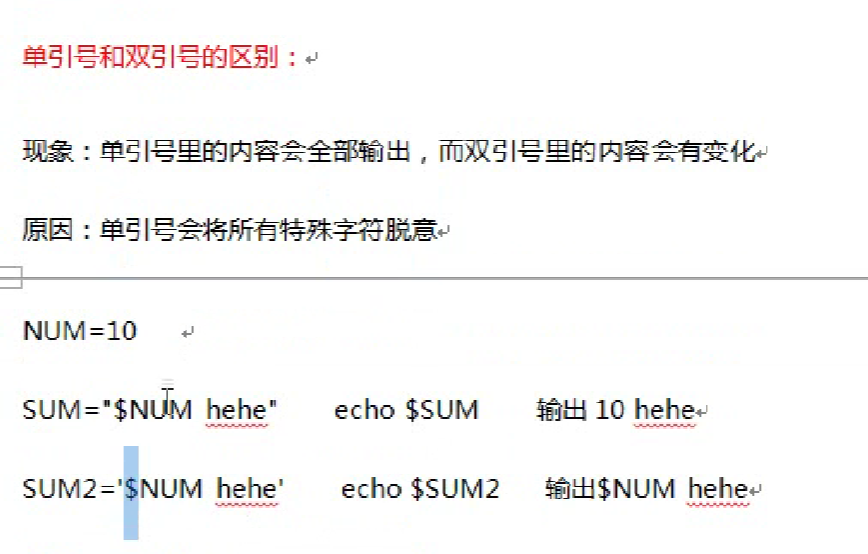 单引号和双引号的区别：
现象：单引号里的内容会全部输出，而双引号里的内容会有变化
原因：单引号会将所有特殊字符脱意
NUM=10
SUM="$NUM hehe" echo $SUM 输出 10 hehe
SUM2='$NUM hehe' echo $SUM2 输出$NUM hehe